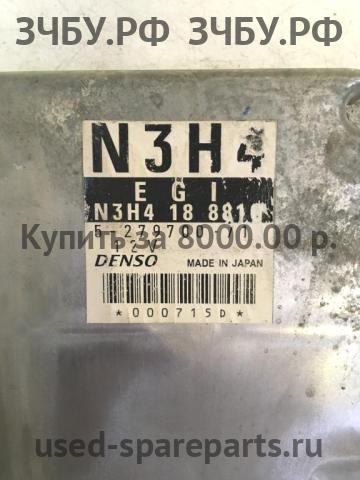 ЗЧБУ.РФ ЗЧБУ.РФ
N3H4
EGI
N3H4 18 881
Купить за 8000.00 р.
12V
DENSO MADE IN JAPAN
*000715D*
used-spareparts.ru